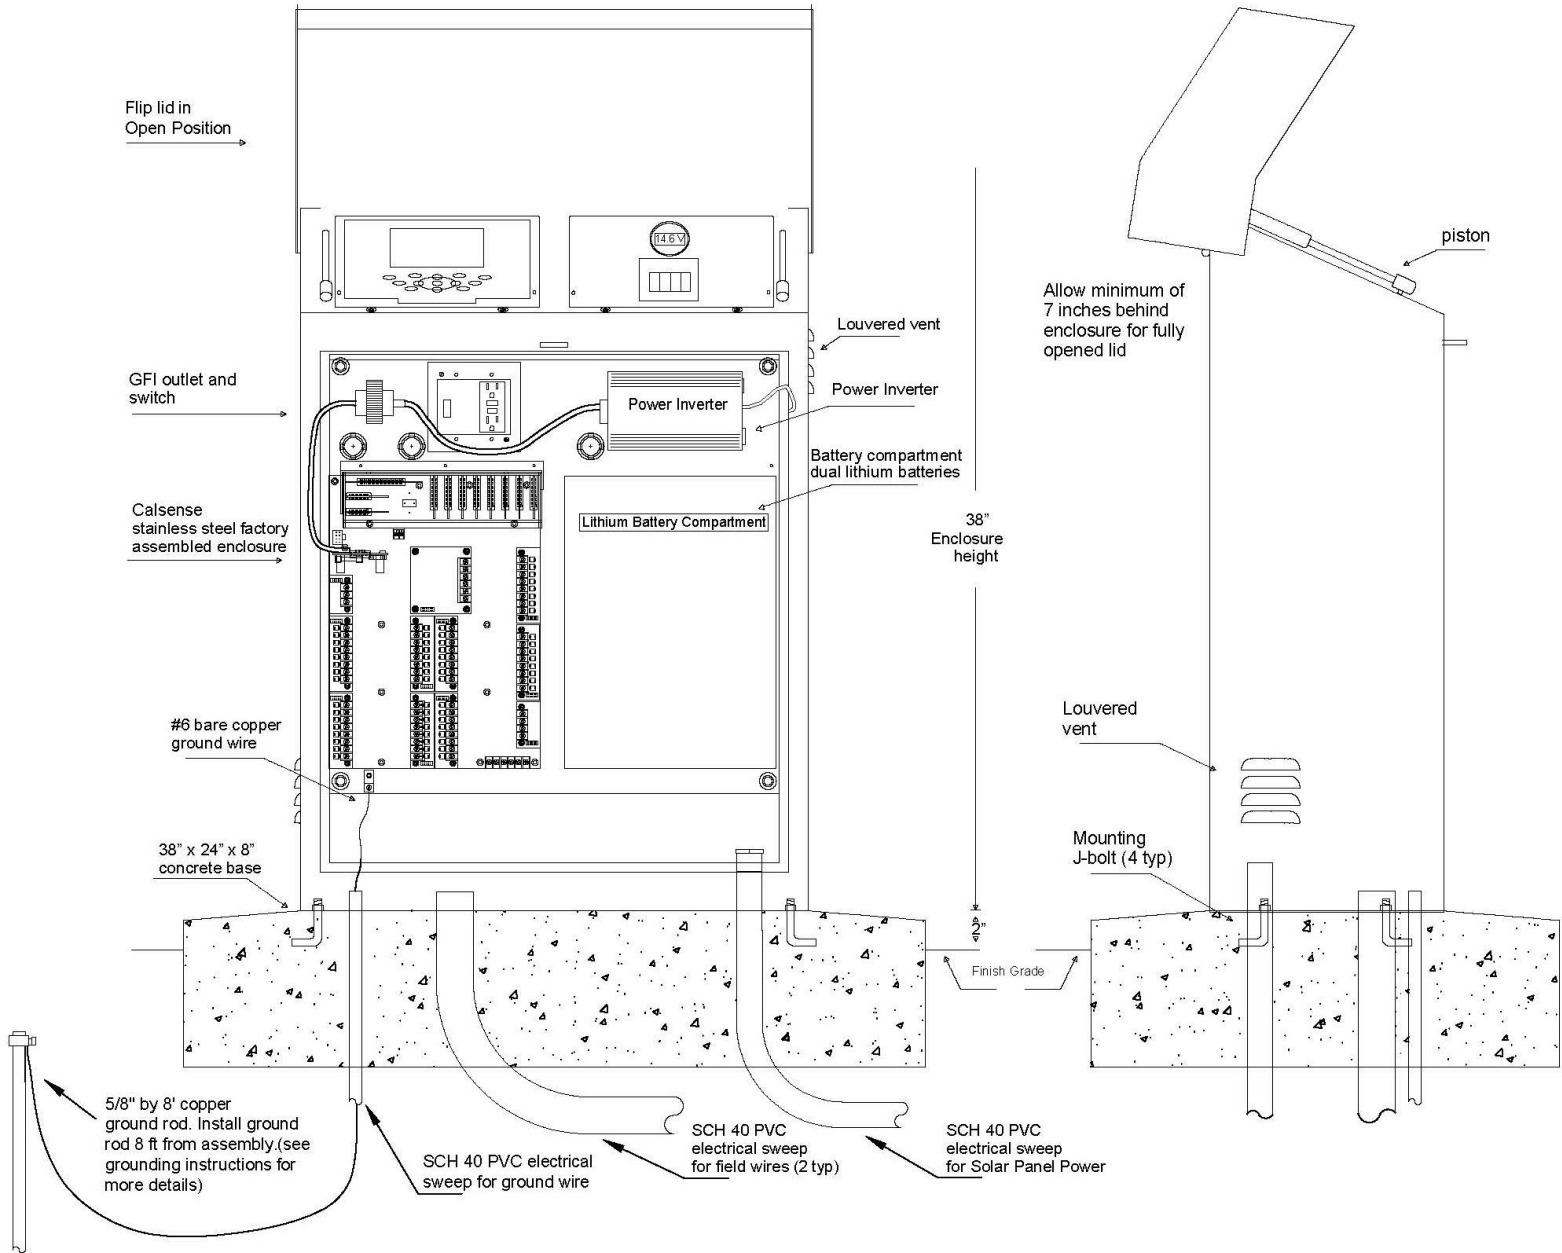 Flip lid in
Open Position
14.6 V
piston
Allow minimum of
7 inches behind
enclosure for fully
opened lid
Louvered vent
GFI outlet and
switch
Power Inverter
Power Inverter
Battery compartment
dual lithium batteries
Lithium Battery Compartment
Calsense
stainless steel factory
assembled enclosure
38”
Enclosure
height
#6 bare copper
ground wire
Louvered
vent
38” x 24” x 8”
concrete base
Mounting
J-bolt (4 typ)
2”
Finish Grade
5/8" by 8' copper
ground rod. Install ground
rod 8 ft from assembly.(see
grounding instructions for
more details)
SCH 40 PVC electrical
sweep for ground wire
SCH 40 PVC
electrical sweep
for field wires (2 typ)
SCH 40 PVC
electrical sweep
for Solar Panel Power